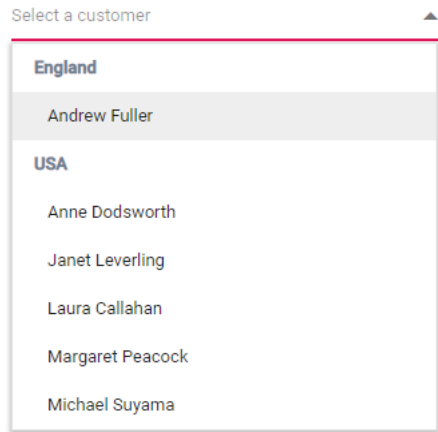 Select a customer
England
Andrew Fuller
USA
Anne Dodsworth
Janet Leverling
Laura Callahan
Margaret Peacock
Michael Suyama